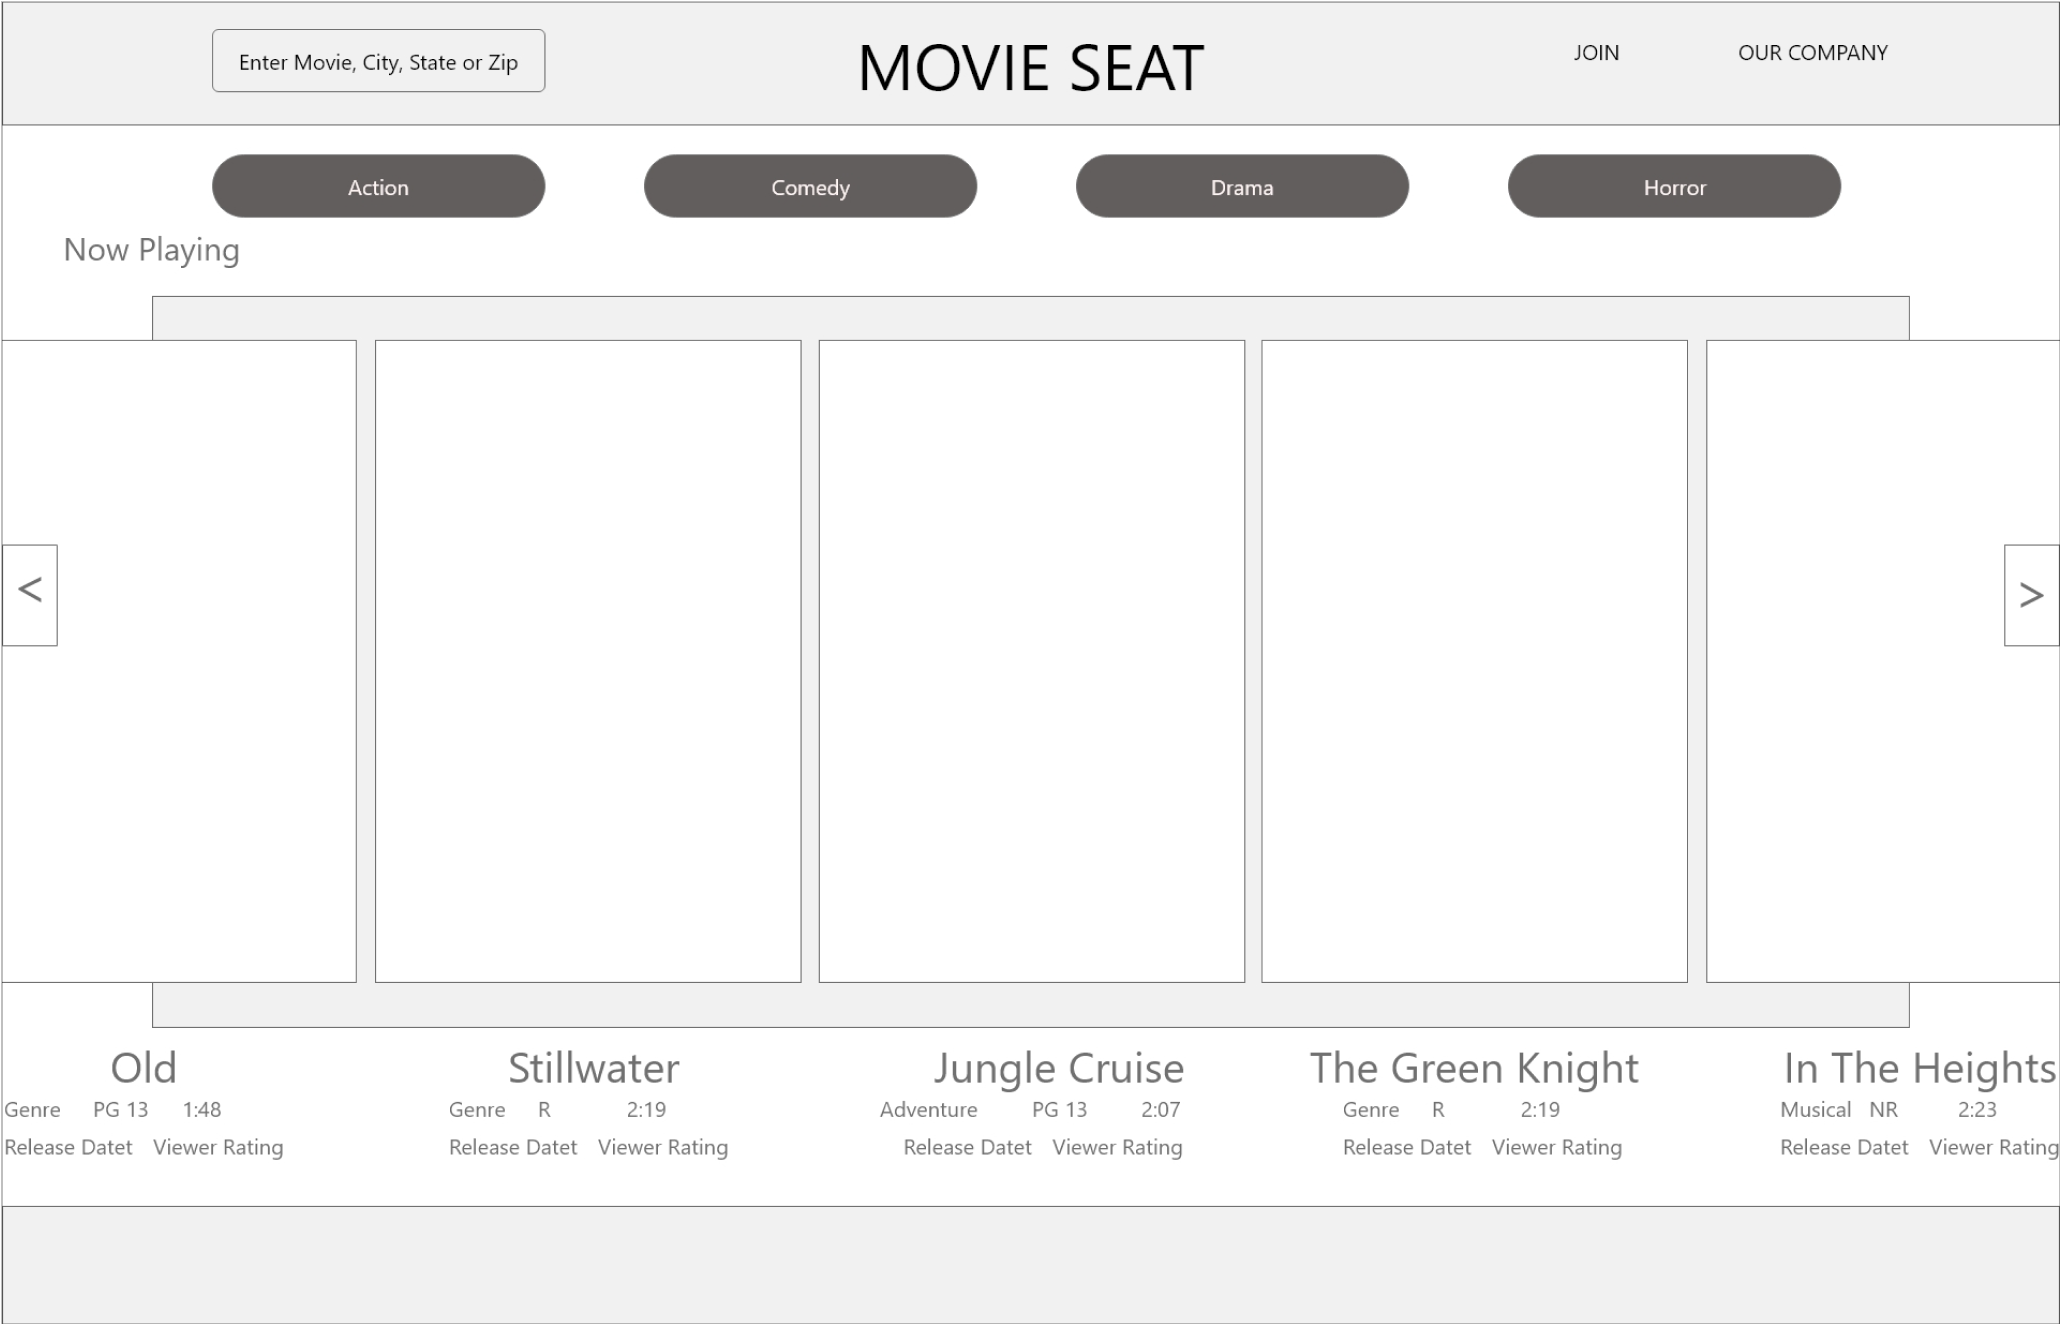 Enter Movie, City, State or Zip
MOVIE SEAT
JOIN
OUR COMPANY
Action
Comedy
Drama
Horror
Now Playing
<
>
Old
Genre PG 13 1:48
Release Datet Viewer Rating
Stillwater
Genre R 2:19
Release Datet Viewer Rating
Jungle Cruise
Adventure PG 13 2:07
Release Datet Viewer Rating
The Green Knight
Genre R 2:19
Release Datet Viewer Rating
In The Heights
Musical NR 2:23
Release Datet Viewer Rating